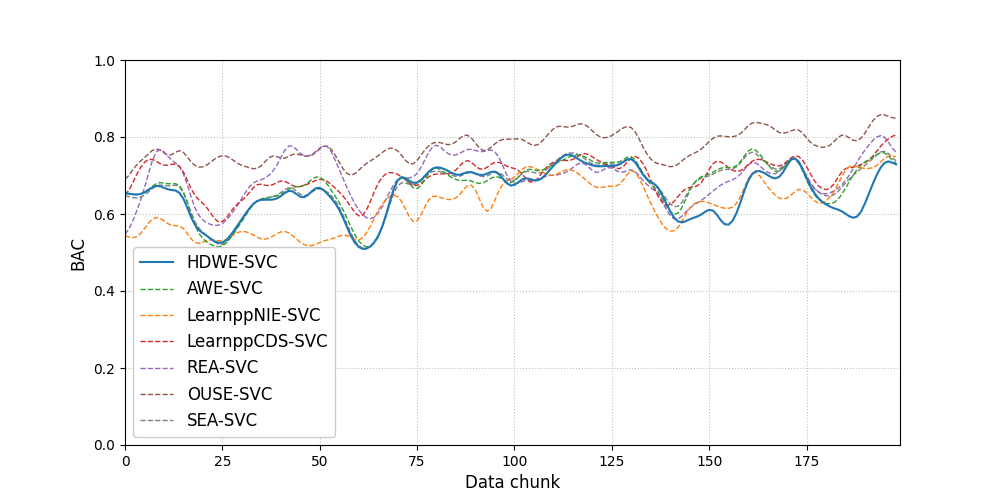 1.0
0.8
0.6
0.4
0.2
0.0
BAC
HDWE-SVC
AWE-SVC
LearnppNIE-SVC
LearnppCDS-SVC
REA-SVC
OUSE-SVC
SEA-SVC
0 25 50 75 100 125 150 175
Data chunk